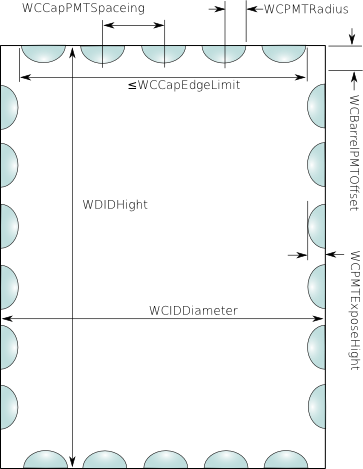 WCCapPMTSpaceing
WCPMTRadius
≤WCCapEdgeLimit
WCBarrelPMTOffset
WDIDHight
WCPMTExposeHight
WCIDDiameter